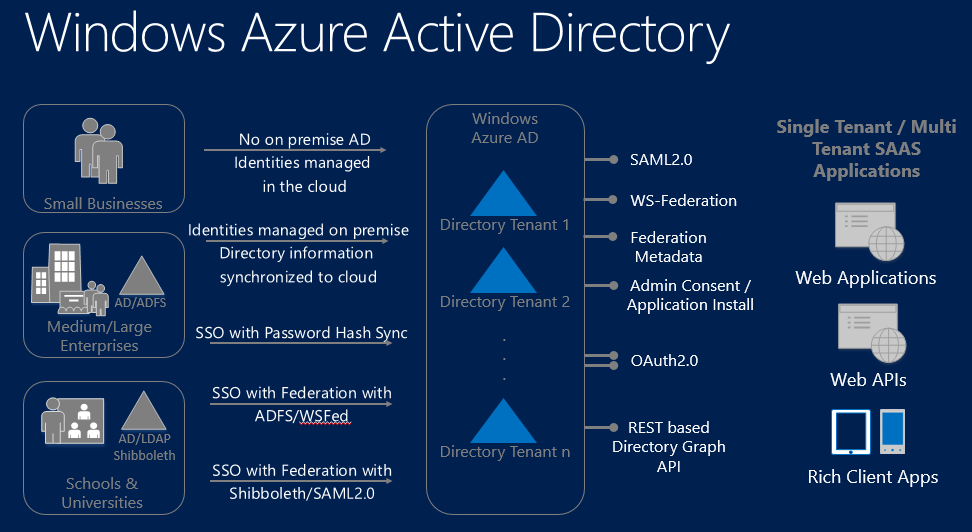 Windows Azure Active Directory
Small Businesses
No on premise AD
Identities managed
in the cloud
Identities managed on premise
Directory information
synchronized to cloud
AD/ADFS
Medium/Large
Enterprises
SSO with Password Hash Sync
SSO with Federation with
ADFS/WSFed
AD/LDAP
Shibboleth
Schools &
Universities
SSO with Federation with
Shibboleth/SAML2.0
Windows
Azure AD
Directory Tenant 1
Directory Tenant 2
.
.
.
Directory Tenant n
SAML2.0
WS-Federation
Federation
Metadata
Admin Consent /
Application Install
OAuth2.0
REST based
Directory Graph
API
Single Tenant / Multi
Tenant SAAS
Applications
Web Applications
Web APIs
Rich Client Apps